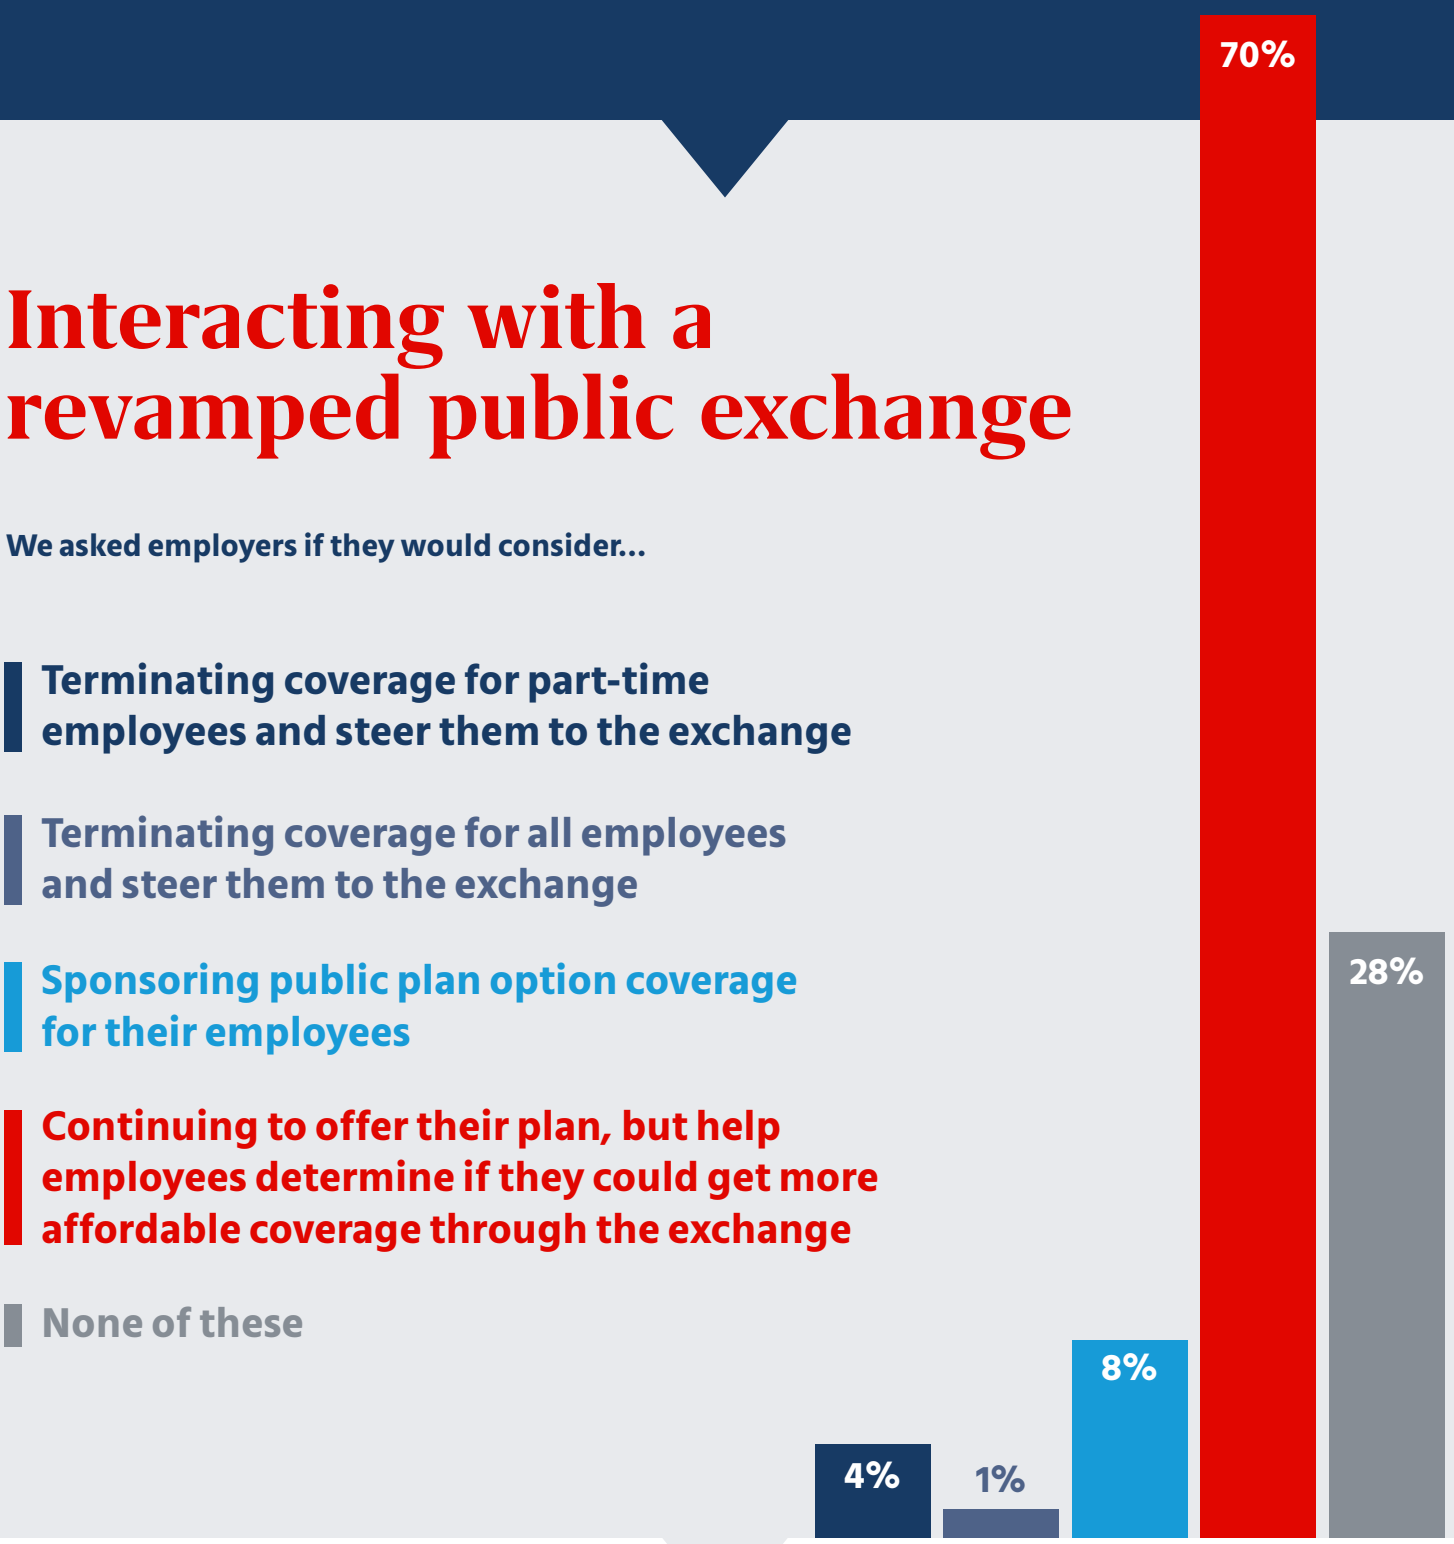 Interacting with a
revamped public exchange
We asked employers if they would consider...
Terminating coverage for part-time
employees and steer them to the exchange
Terminating coverage for all employees
and steer them to the exchange
Sponsoring public plan option coverage
for their employees
Continuing to offer their plan, but help
employees determine if they could get more
affordable coverage through the exchange
None of these
4%
1%
8%
70%
28%